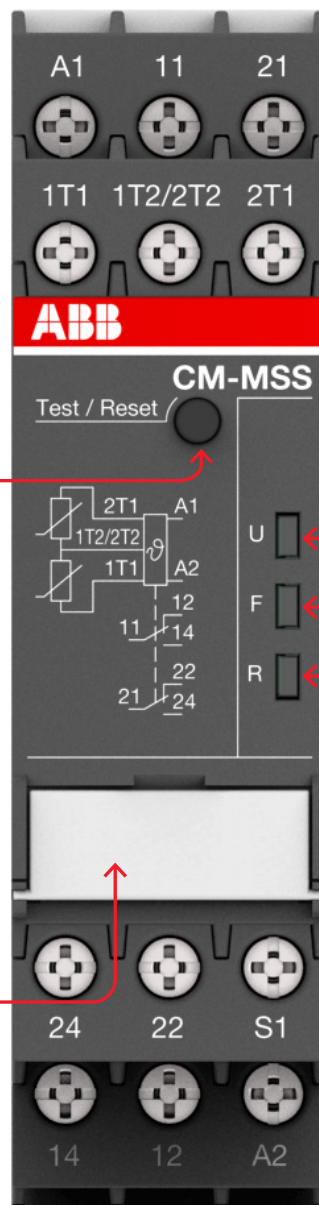 A1 11 21
1T1 1T2/2T2 2T1
ABB
CM-MSS
Test / Reset
2T1 A1
1T2/2T2
1T1 A2
12
11 14
22
21 24
U
F
R
24 22 S1
14 12 A2